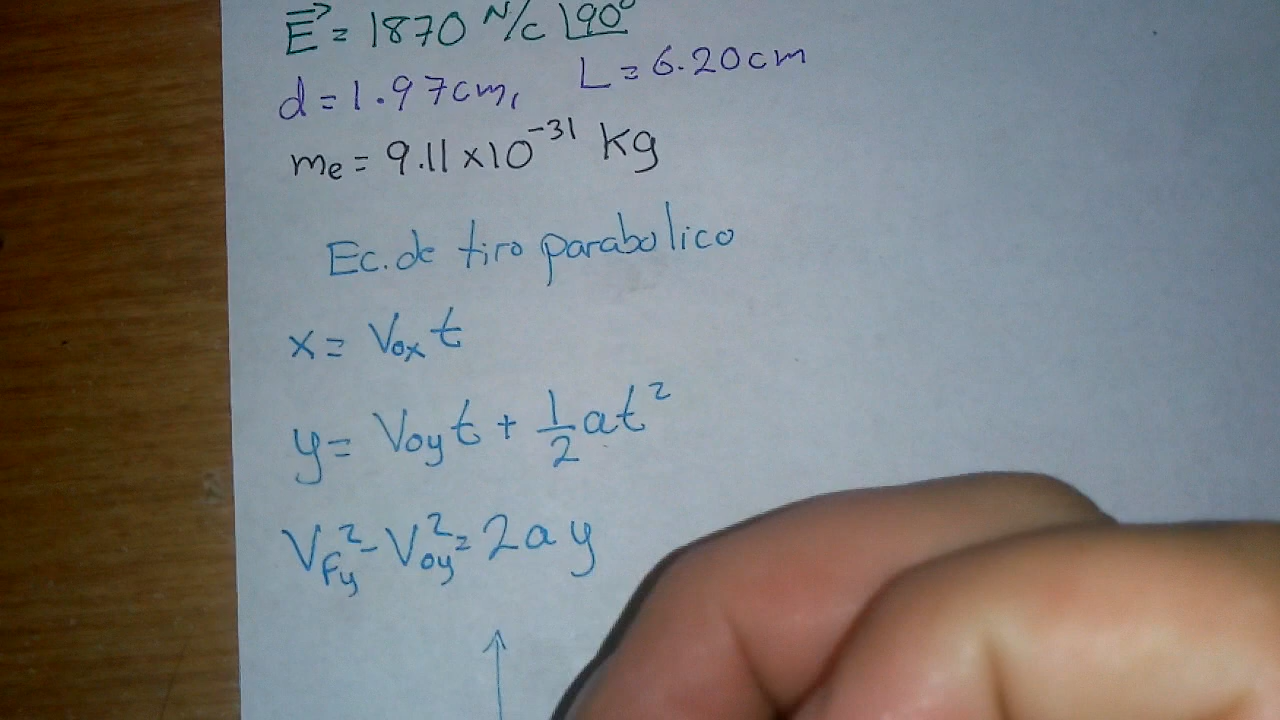 E⃗ = 1870 N/c ∠90°
d = 1.97cm, L = 6.20cm
me = 9.11 x10⁻³¹ kg
Ec. de tiro parabolico
x = Vox t
y = Voy t + 1/2 at²
VFy² - Voy² = 2ay